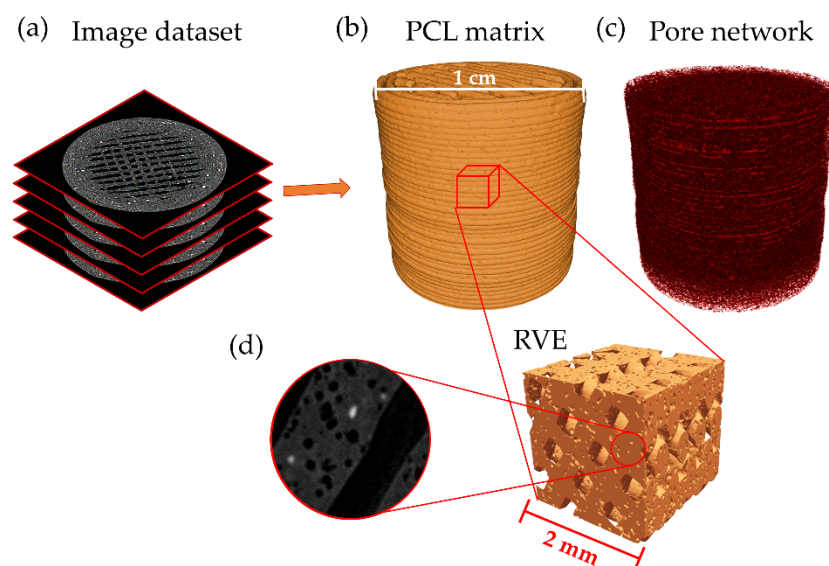 (a) Image dataset
(b) PCL matrix
(c) Pore network
1 cm
(d)
RVE
2 mm